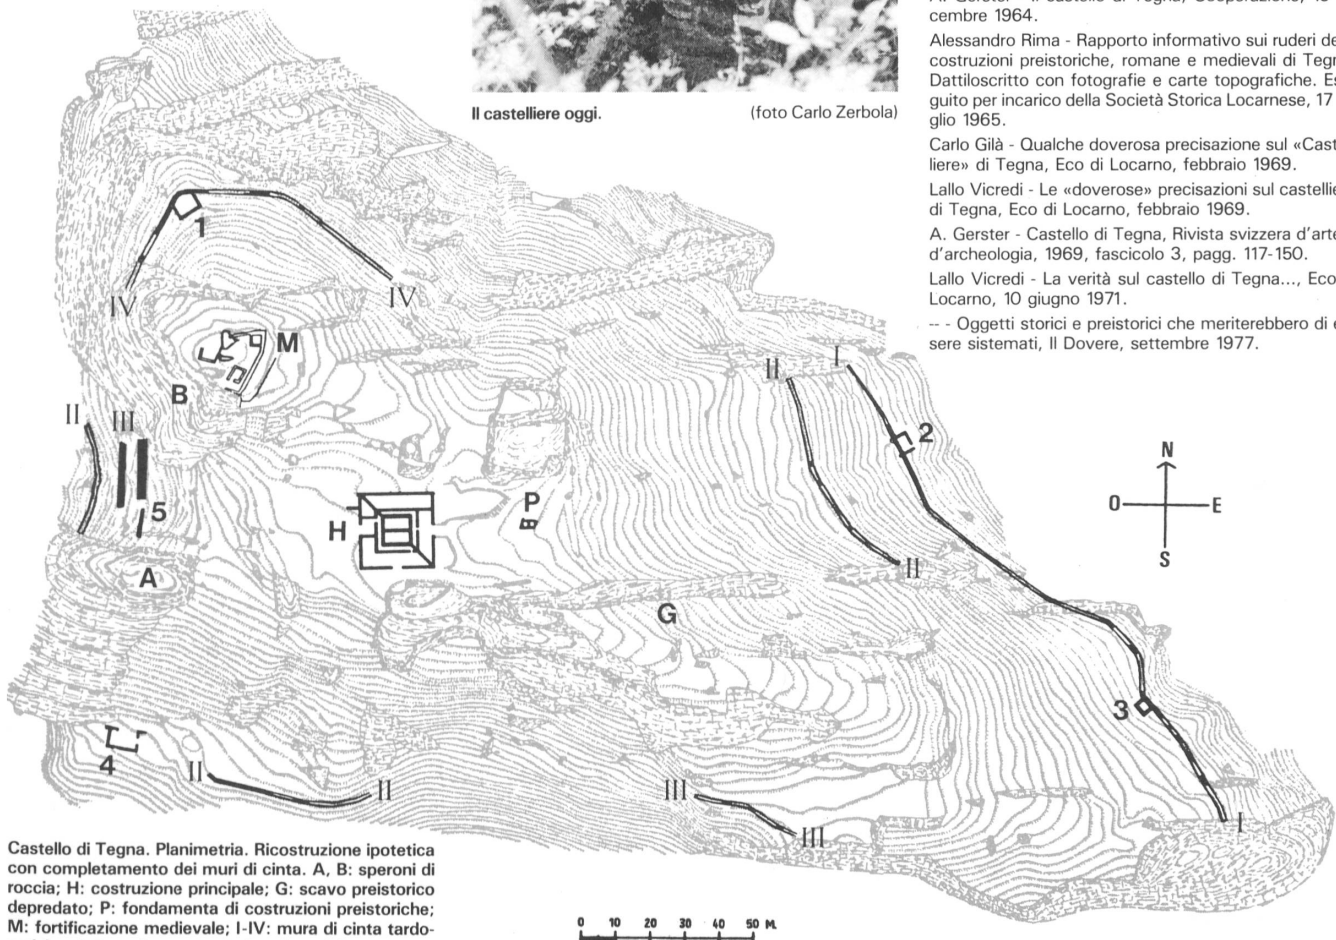 Il castelliere oggi.
(foto Carlo Zerbola)
cembre 1964.
Alessandro Rima - Rapporto informativo sui ruderi de
costruzioni preistoriche, romane e medievali di Tegn
Dattiloscritto con fotografie e carte topografiche. Es
guito per incarico della Società Storica Locarnese, 17
glio 1965.
Carlo Gilà - Qualche doverosa precisazione sul «Cast
liere» di Tegna, Eco di Locarno, febbraio 1969.
Lallo Vicredi - Le «doverose» precisazioni sul castellie
di Tegna, Eco di Locarno, febbraio 1969.
A. Gerster - Castello di Tegna, Rivista svizzera d'arte
d'archeologia, 1969, fascicolo 3, pagg. 117-150.
Lallo Vicredi - La verità sul castello di Tegna..., Eco
Locarno, 10 giugno 1971.
-- - Oggetti storici e preistorici che meriterebbero di e
sere sistemati, Il Dovere, settembre 1977.
1
IV
IV
M
B
II
III
5
A
H
P
G
II
I
2
II
N
O
E
S
3
I
4
II
II
III
III
Castello di Tegna. Planimetria. Ricostruzione ipotetica
con completamento dei muri di cinta. A, B: speroni di
roccia; H: costruzione principale; G: scavo preistorico
depredato; P: fondamenta di costruzioni preistoriche;
M: fortificazione medievale; I-IV: mura di cinta tardo-
0 10 20 30 40 50 M.